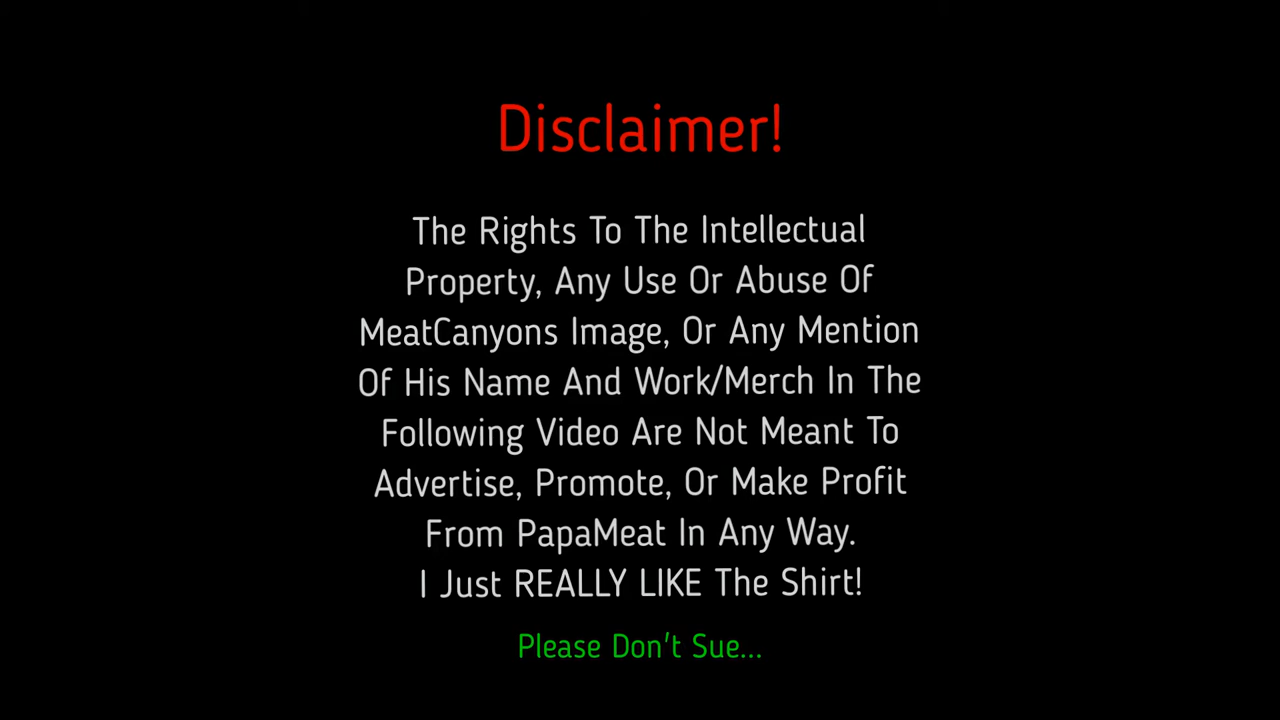 Disclaimer!
The Rights To The Intellectual
Property, Any Use Or Abuse Of
MeatCanyons Image, Or Any Mention
Of His Name And Work/Merch In The
Following Video Are Not Meant To
Advertise, Promote, Or Make Profit
From PapaMeat In Any Way.
I Just REALLY LIKE The Shirt!
Please Don't Sue...